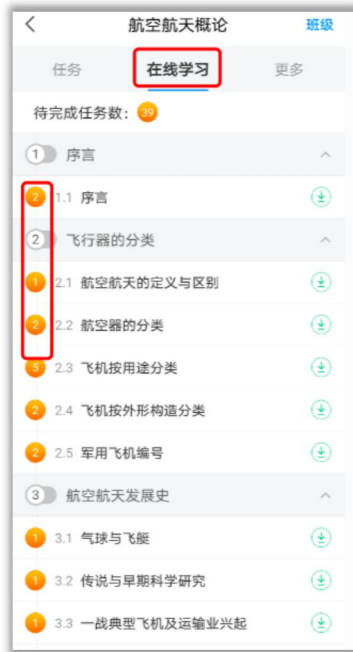 航空航天概论 班级
任务 在线学习 更多
待完成任务数： 39
1 序言
2 1.1 序言
2 飞行器的分类
1 2.1 航空航天的定义与区别
2 2.2 航空器的分类
5 2.3 飞机按用途分类
2 2.4 飞机按外形构造分类
2 2.5 军用飞机编号
3 航空航天发展史
1 3.1 气球与飞艇
1 3.2 传说与早期科学研究
1 3.3 一战典型飞机及运输业兴起